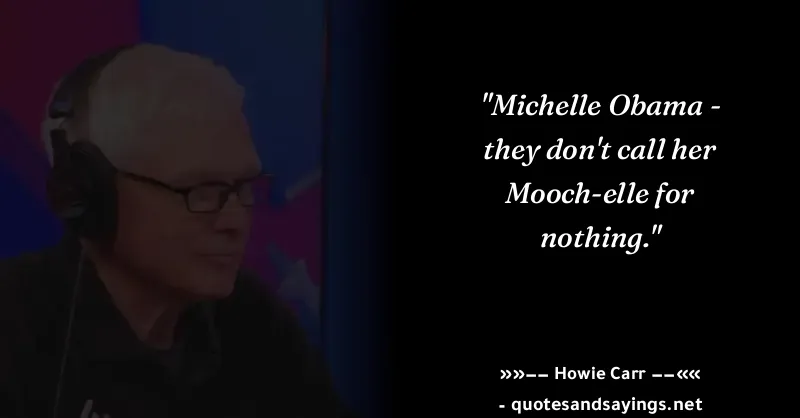 "Michelle Obama -
they don't call her
Mooch-elle for
nothing."
»»−− Howie Carr −−««
- quotesandsayings.net